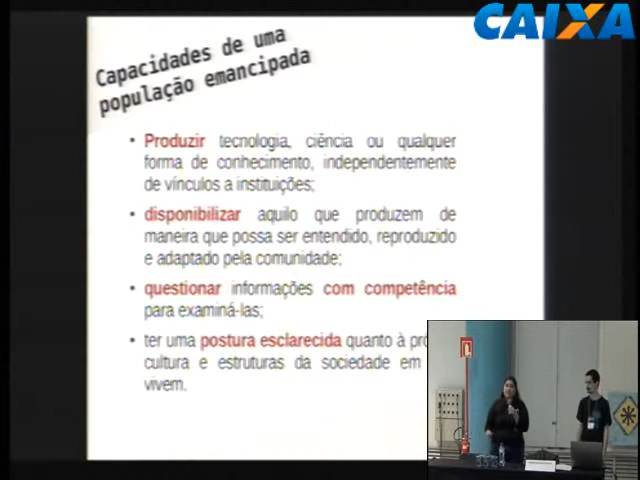 CAIXA
Capacidades de uma
população emancipada
• Produzir tecnologia, ciência ou qualquer
forma de conhecimento, independentemente
de vínculos a instituições;
• disponibilizar aquilo que produzem de
maneira que possa ser entendido, reproduzido
e adaptado pela comunidade;
• questionar informações com competência
para examiná-las;
• ter uma postura esclarecida quanto à
cultura e estruturas da sociedade em
vivem.